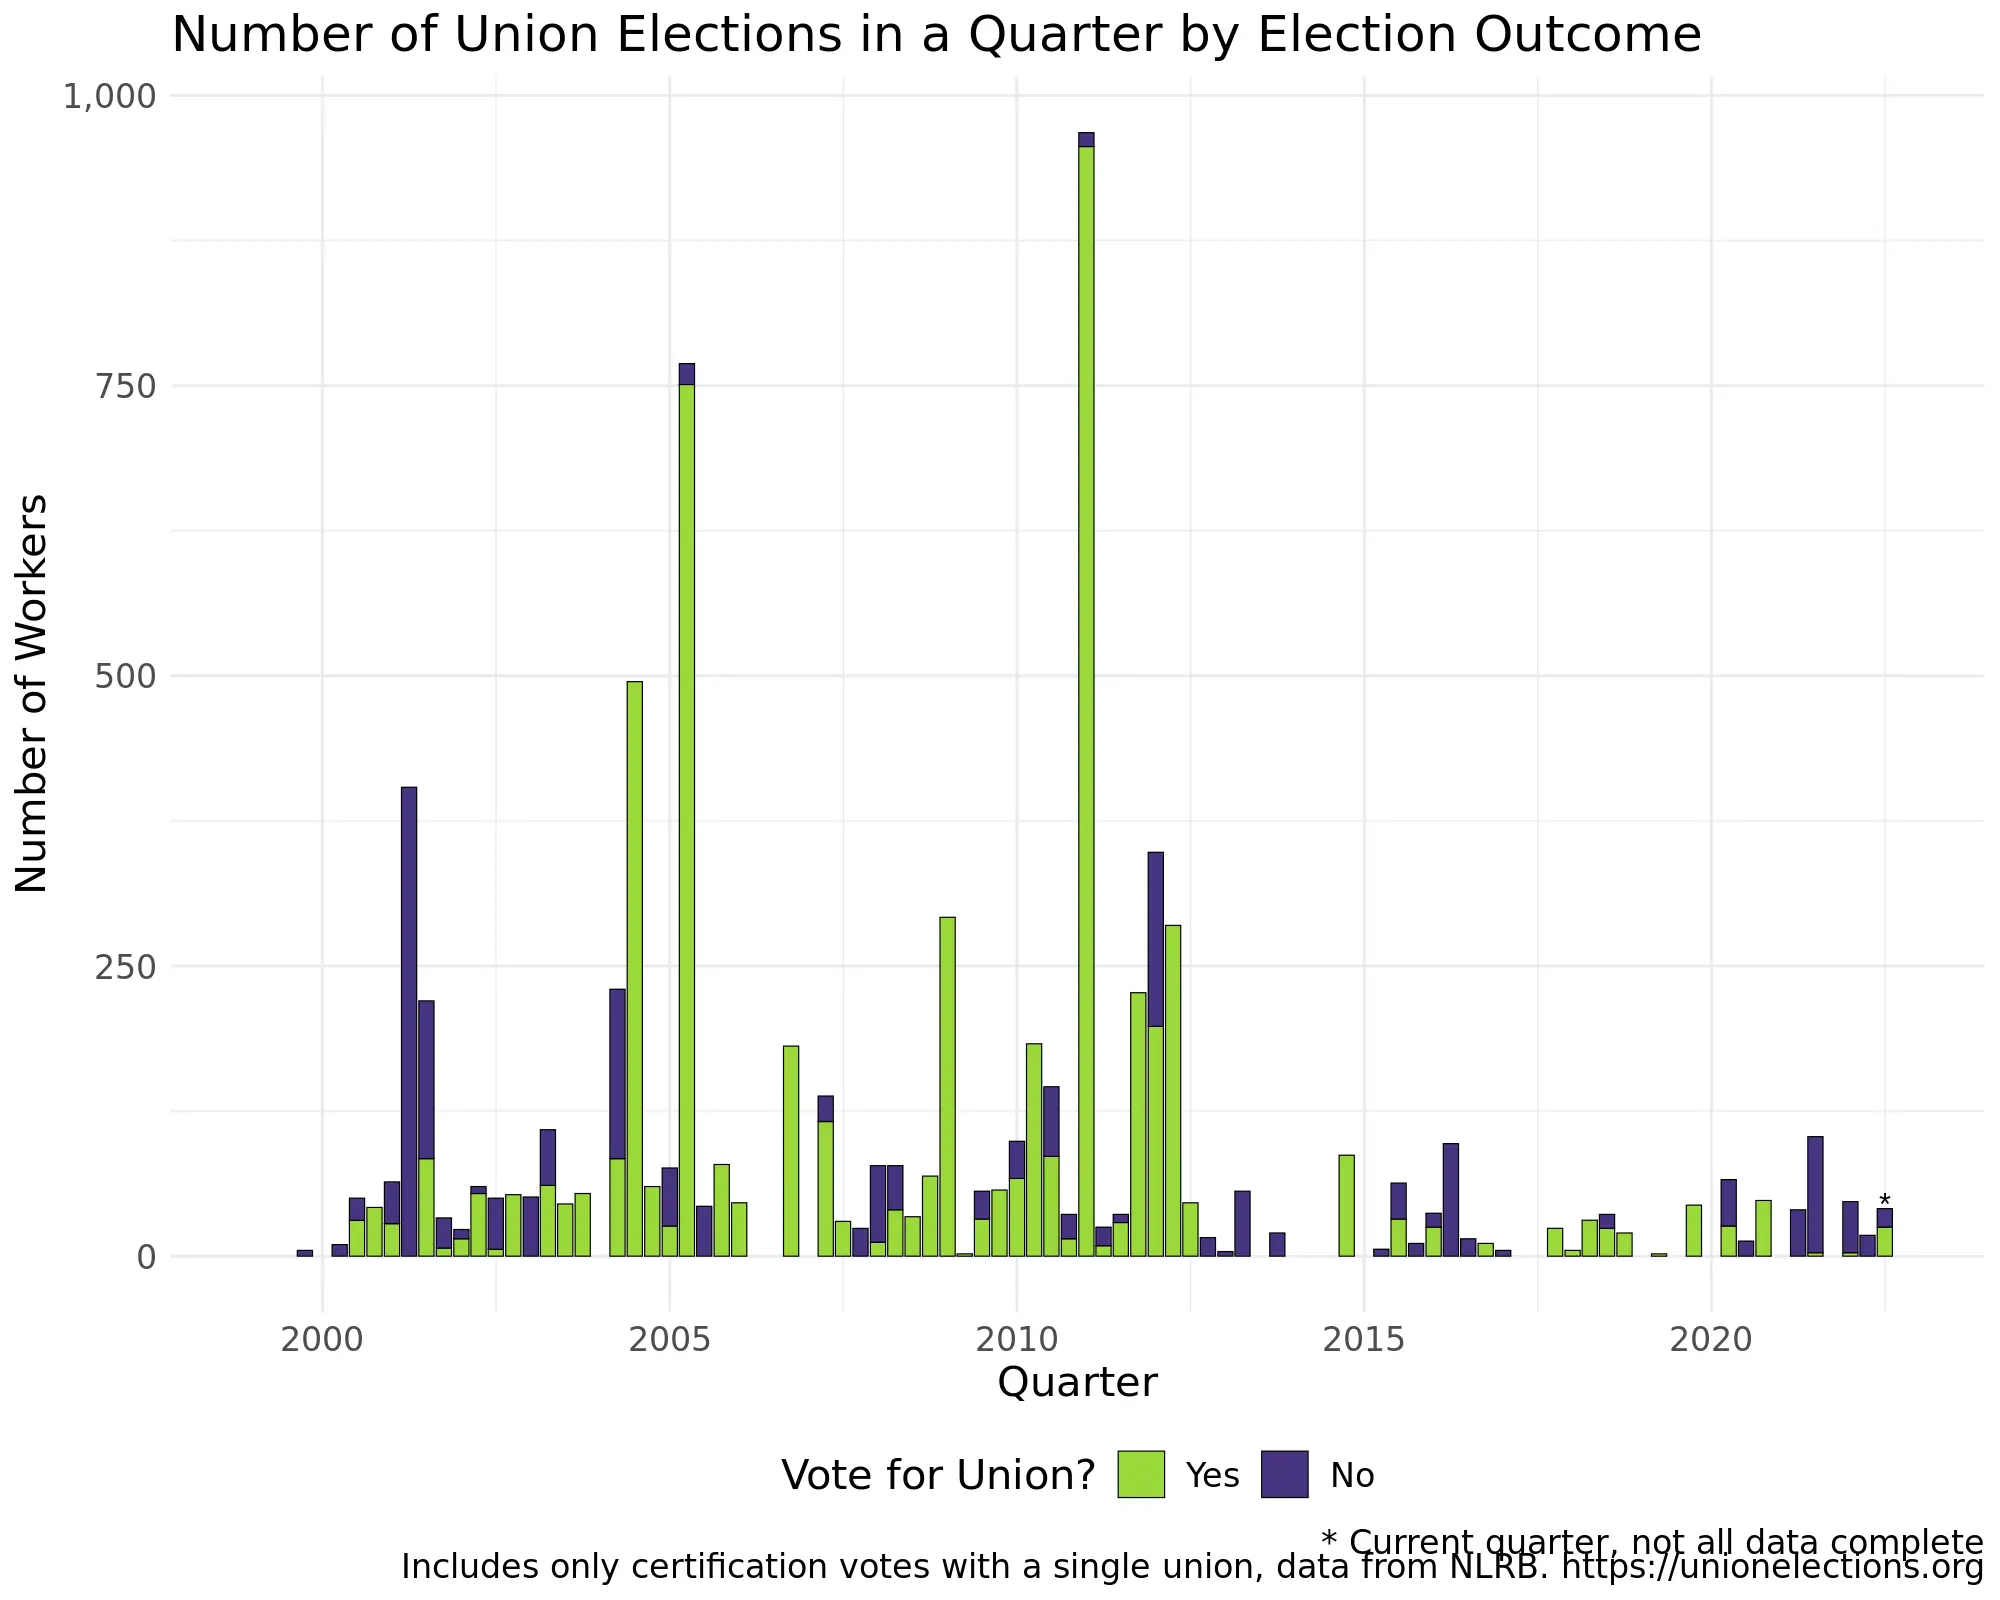 Number of Union Elections in a Quarter by Election Outcome
1,000
750
500
250
0
Number of Workers
*
2000 2005 2010 2015 2020
Quarter
Vote for Union? Yes No
* Current quarter, not all data complete
Includes only certification votes with a single union, data from NLRB. https://unionelections.org